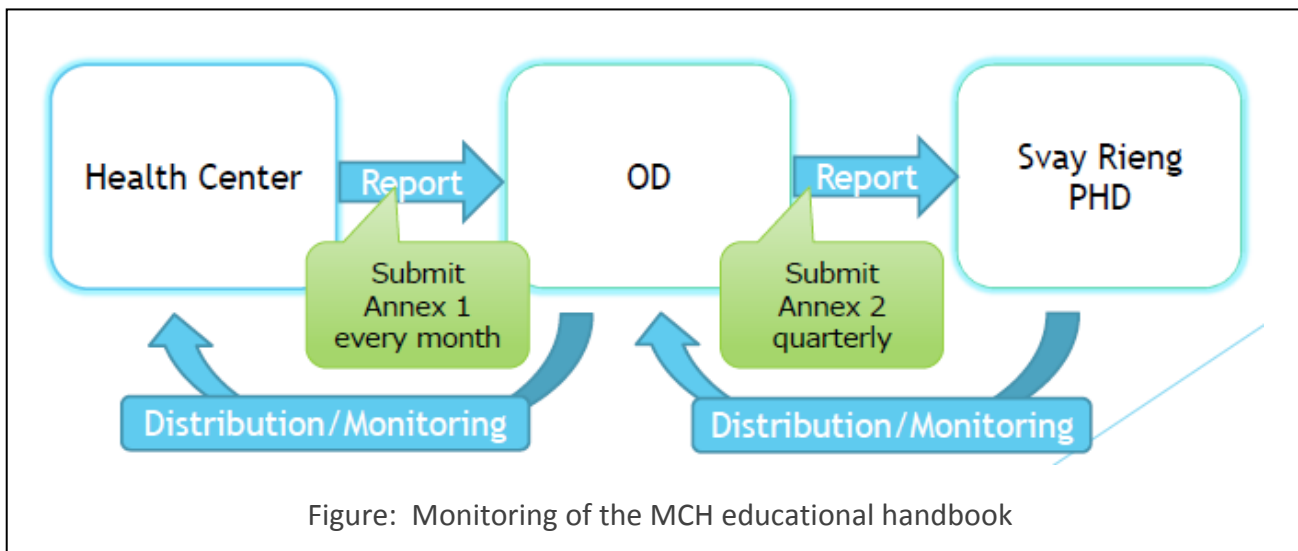 Health Center
Report
OD
Report
Svay Rieng
PHD
Submit
Annex 1
every month
Submit
Annex 2
quarterly
Distribution/Monitoring
Distribution/Monitoring
Figure: Monitoring of the MCH educational handbook